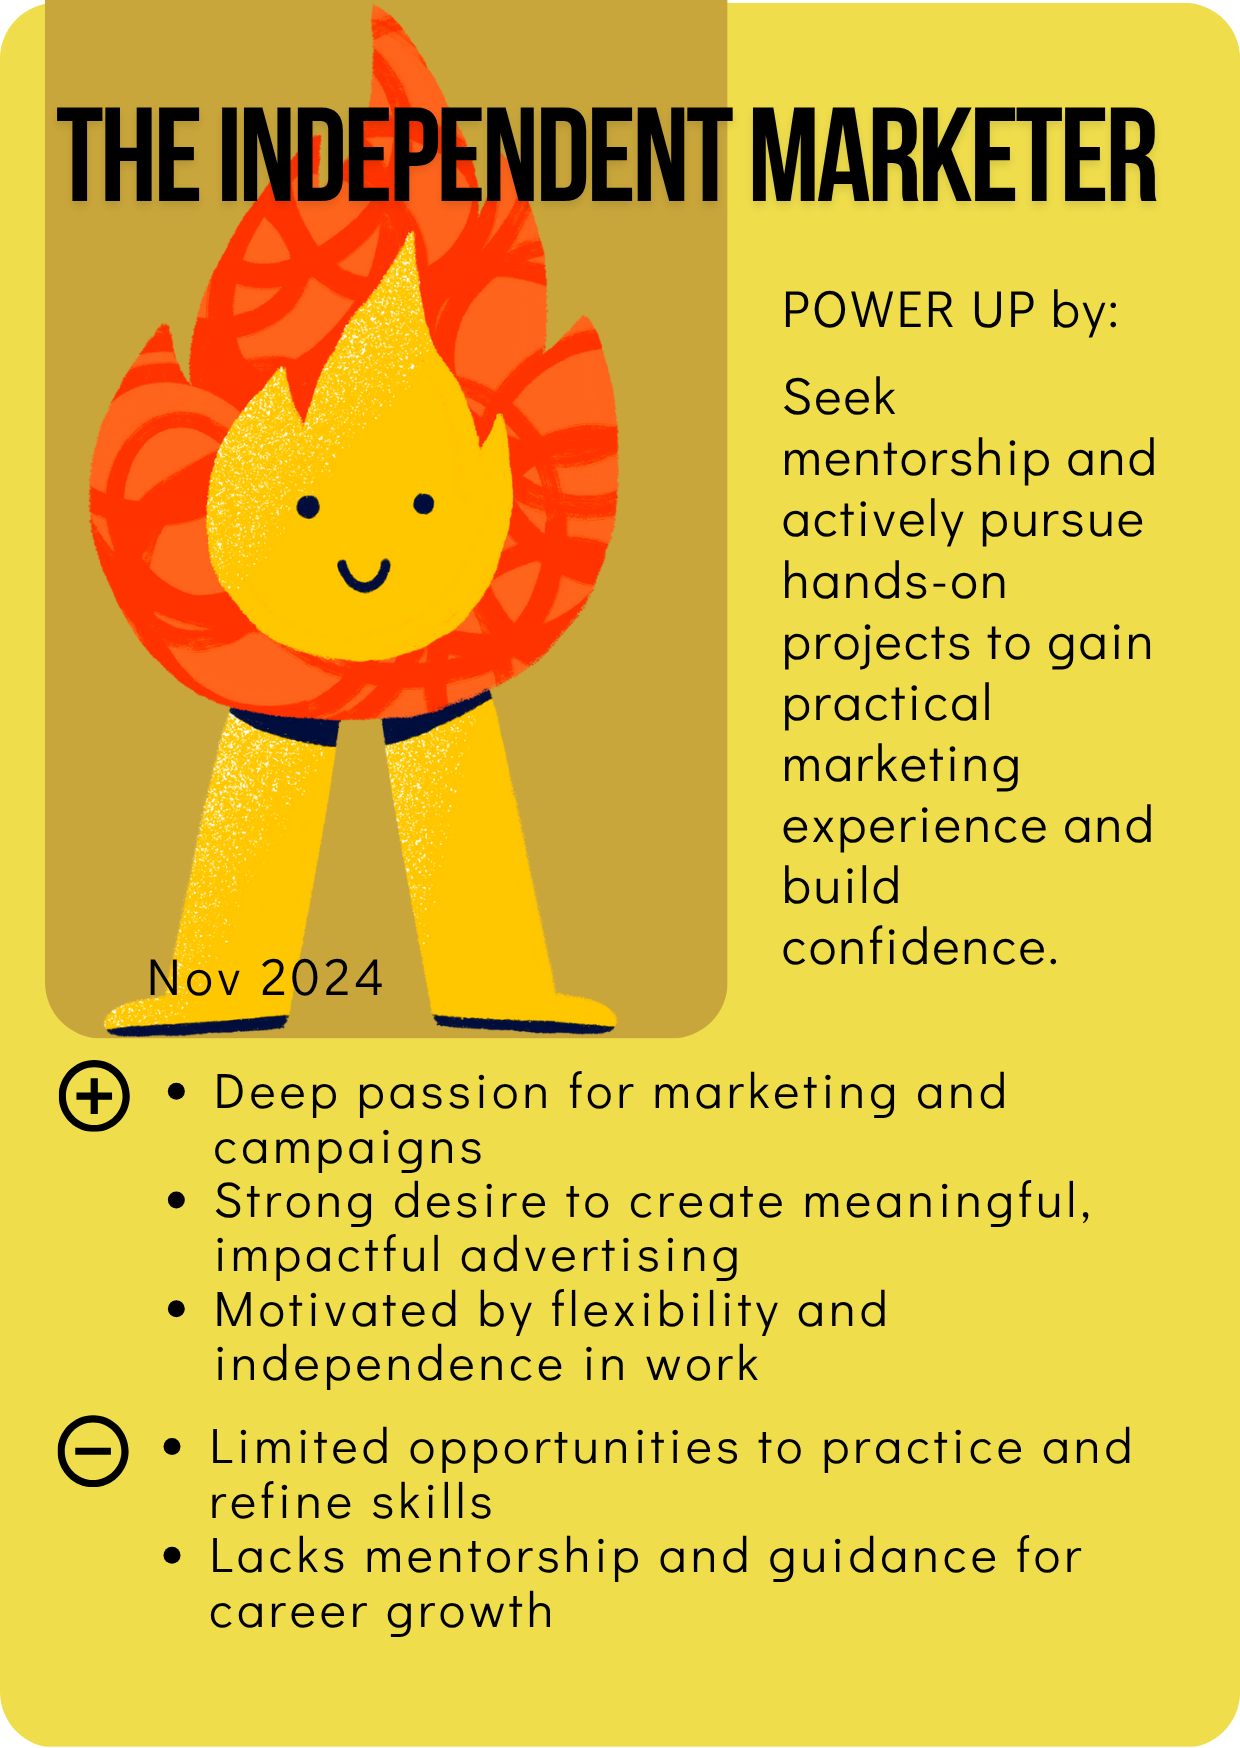 THE INDEPENDENT MARKETER
POWER UP by:
Seek
mentorship and
actively pursue
hands-on
projects to gain
practical
marketing
experience and
build
confidence.
Nov 2024
• Deep passion for marketing and
campaigns
• Strong desire to create meaningful,
impactful advertising
• Motivated by flexibility and
independence in work
• Limited opportunities to practice and
refine skills
• Lacks mentorship and guidance for
career growth